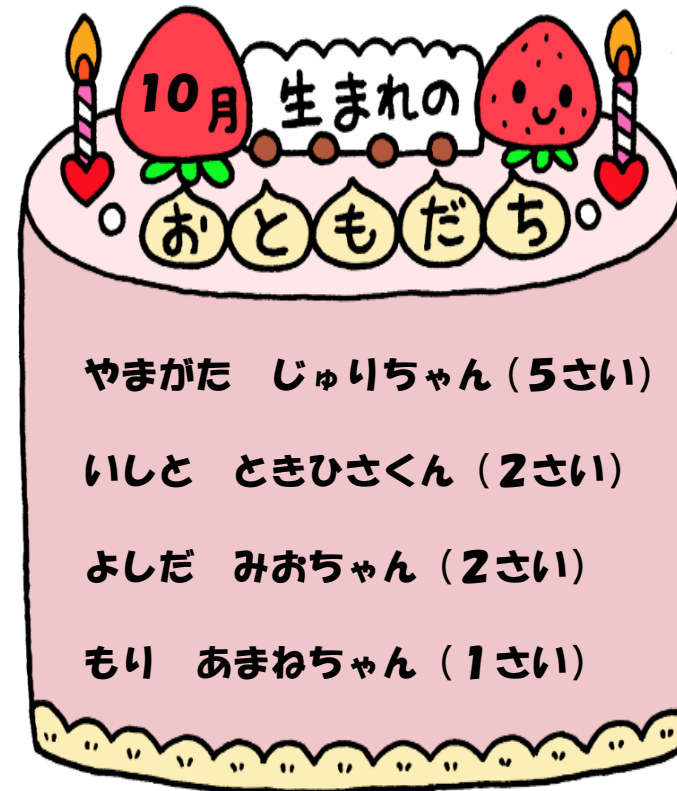 10月 生まれの
おともだち
やまがた　じゅりちゃん（5さい）
いしと　ときひさくん（2さい）
よしだ　みおちゃん（2さい）
もり　あまねちゃん（1さい）